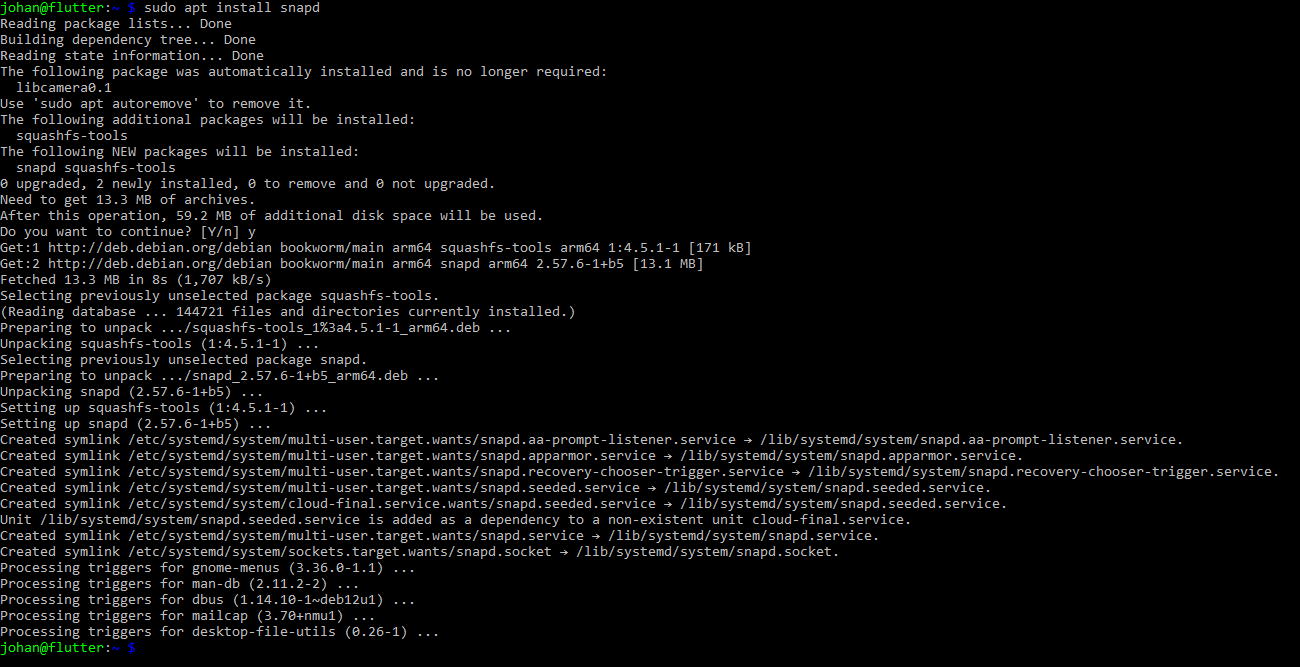 johan@flutter:~ $ sudo apt install snapd
Reading package lists... Done
Building dependency tree... Done
Reading state information... Done
The following package was automatically installed and is no longer required:
  libcamera0.1
Use 'sudo apt autoremove' to remove it.
The following additional packages will be installed:
  squashfs-tools
The following NEW packages will be installed:
  snapd squashfs-tools
0 upgraded, 2 newly installed, 0 to remove and 0 not upgraded.
Need to get 13.3 MB of archives.
After this operation, 59.2 MB of additional disk space will be used.
Do you want to continue? [Y/n] y
Get:1 http://deb.debian.org/debian bookworm/main arm64 squashfs-tools arm64 1:4.5.1-1 [171 kB]
Get:2 http://deb.debian.org/debian bookworm/main arm64 snapd arm64 2.57.6-1+b5 [13.1 MB]
Fetched 13.3 MB in 8s (1,707 kB/s)
Selecting previously unselected package squashfs-tools.
(Reading database ... 144721 files and directories currently installed.)
Preparing to unpack .../squashfs-tools_1%3a4.5.1-1_arm64.deb ...
Unpacking squashfs-tools (1:4.5.1-1) ...
Selecting previously unselected package snapd.
Preparing to unpack .../snapd_2.57.6-1+b5_arm64.deb ...
Unpacking snapd (2.57.6-1+b5) ...
Setting up squashfs-tools (1:4.5.1-1) ...
Setting up snapd (2.57.6-1+b5) ...
Created symlink /etc/systemd/system/multi-user.target.wants/snapd.aa-prompt-listener.service → /lib/systemd/system/snapd.aa-prompt-listener.service.
Created symlink /etc/systemd/system/multi-user.target.wants/snapd.apparmor.service → /lib/systemd/system/snapd.apparmor.service.
Created symlink /etc/systemd/system/multi-user.target.wants/snapd.recovery-chooser-trigger.service → /lib/systemd/system/snapd.recovery-chooser-trigger.service.
Created symlink /etc/systemd/system/multi-user.target.wants/snapd.seeded.service → /lib/systemd/system/snapd.seeded.service.
Created symlink /etc/systemd/system/cloud-final.service.wants/snapd.seeded.service → /lib/systemd/system/snapd.seeded.service.
Unit /lib/systemd/system/snapd.seeded.service is added as a dependency to a non-existent unit cloud-final.service.
Created symlink /etc/systemd/system/multi-user.target.wants/snapd.service → /lib/systemd/system/snapd.service.
Created symlink /etc/systemd/system/sockets.target.wants/snapd.socket → /lib/systemd/system/snapd.socket.
Processing triggers for gnome-menus (3.36.0-1.1) ...
Processing triggers for man-db (2.11.2-2) ...
Processing triggers for dbus (1.14.10-1~deb12u1) ...
Processing triggers for mailcap (3.70+nmu1) ...
Processing triggers for desktop-file-utils (0.26-1) ...
johan@flutter:~ $